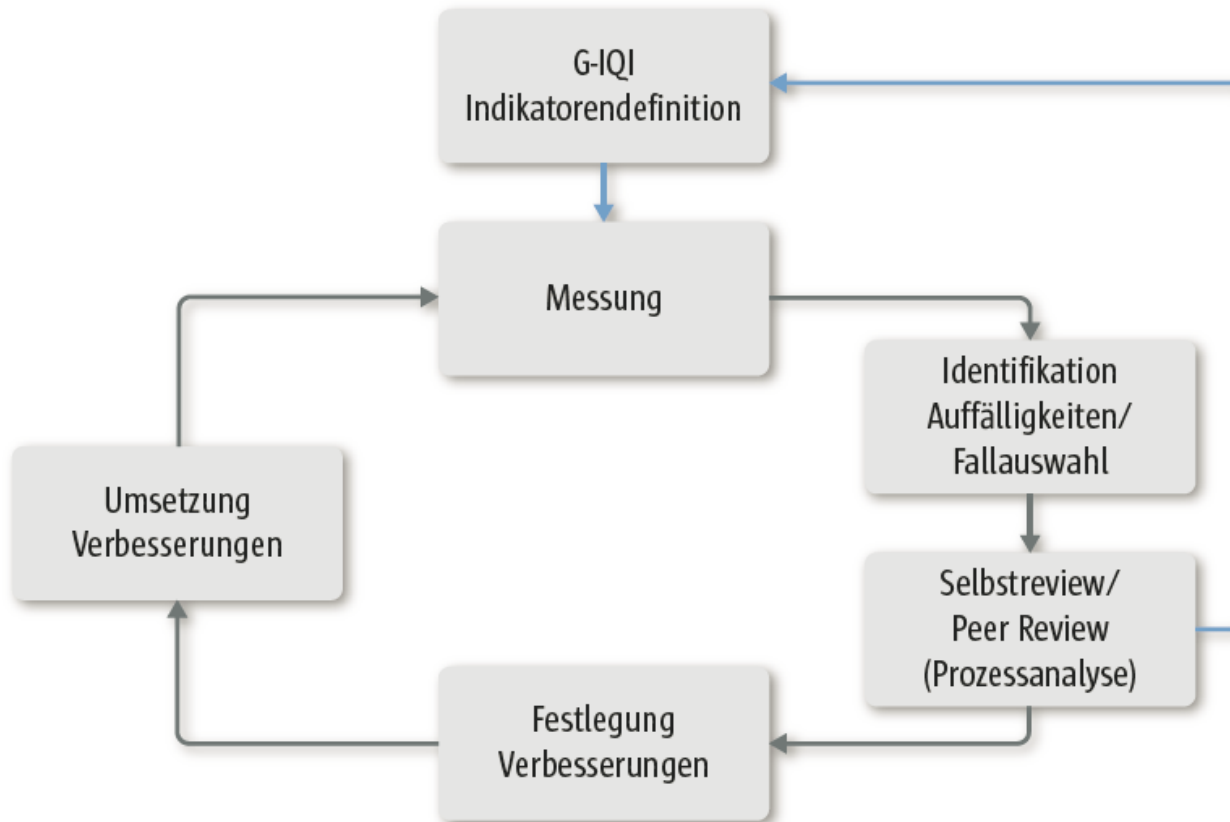 G-IQI
Indikatorendefinition
Messung
Identifikation
Auffälligkeiten/
Fallauswahl
Selbstreview/
Peer Review
(Prozessanalyse)
Festlegung
Verbesserungen
Umsetzung
Verbesserungen